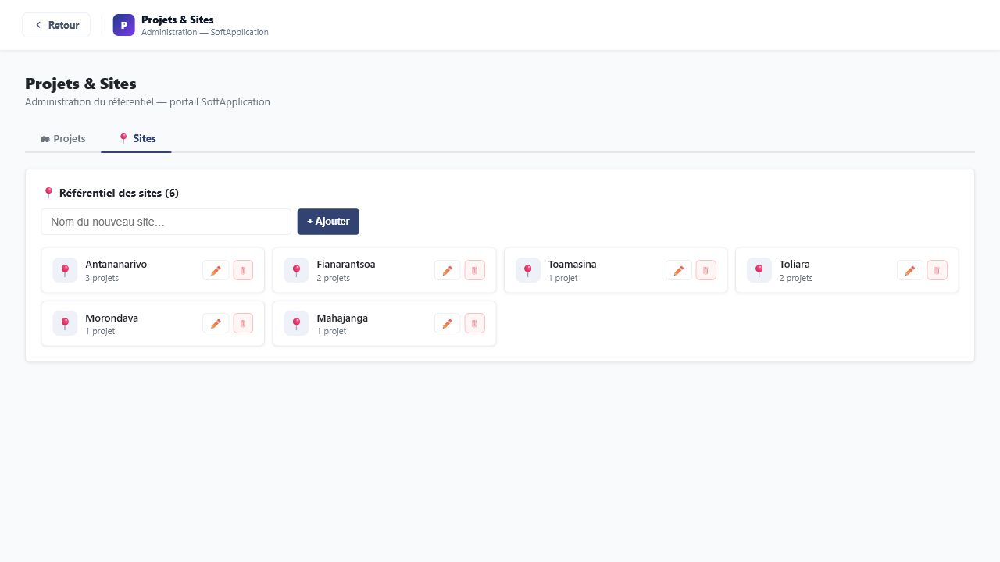 Retour
P
Projets & Sites
Administration — SoftApplication
Projets & Sites
Administration du référentiel — portail SoftApplication
Projets
Sites
Référentiel des sites (6)
Nom du nouveau site…
+ Ajouter
Antananarivo
3 projets
Fianarantsoa
2 projets
Toamasina
1 projet
Toliara
2 projets
Morondava
1 projet
Mahajanga
1 projet